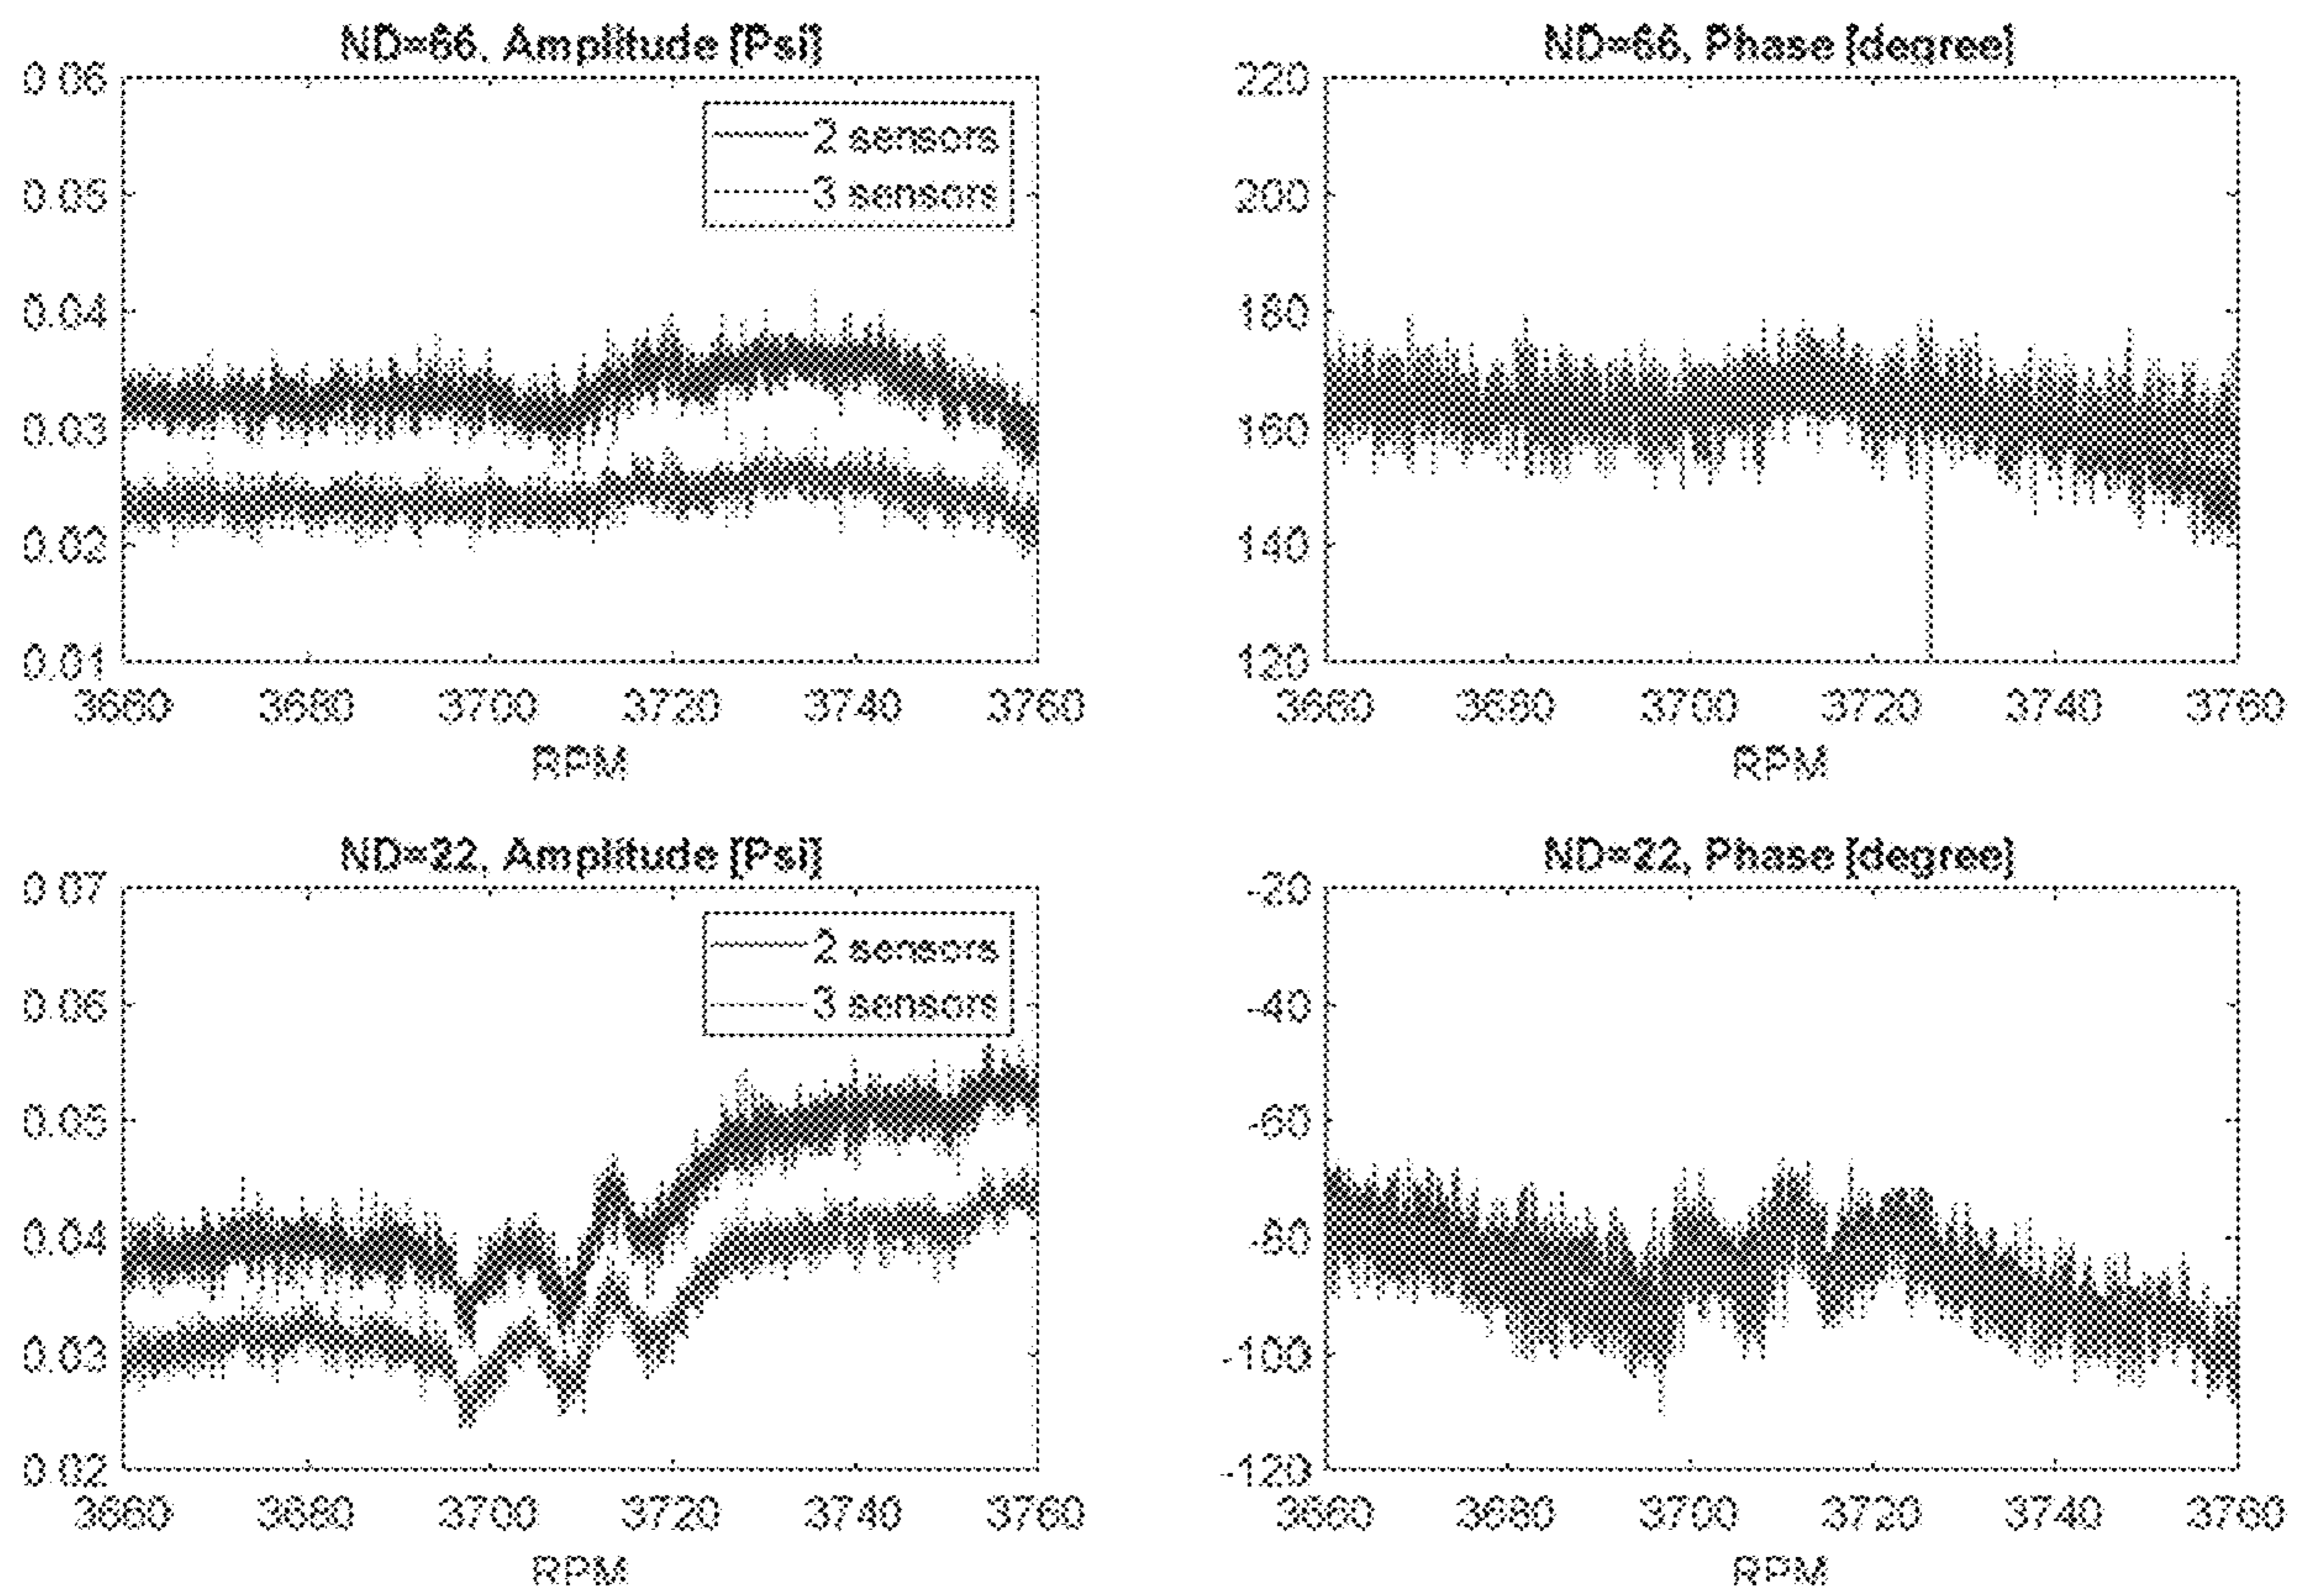 ND=66, Amplitude [Psi]
0.06
0.05
0.04
0.03
0.02
0.01
2 sensors
3 sensors
3660 3680 3700 3720 3740 3760
RPM
ND=66, Phase [degree]
220
200
180
160
140
120
3660 3680 3700 3720 3740 3760
RPM
ND=22, Amplitude [Psi]
0.07
0.06
0.05
0.04
0.03
0.02
2 sensors
3 sensors
3660 3680 3700 3720 3740 3760
RPM
ND=22, Phase [degree]
-20
-40
-60
-80
-100
-120
3660 3680 3700 3720 3740 3760
RPM